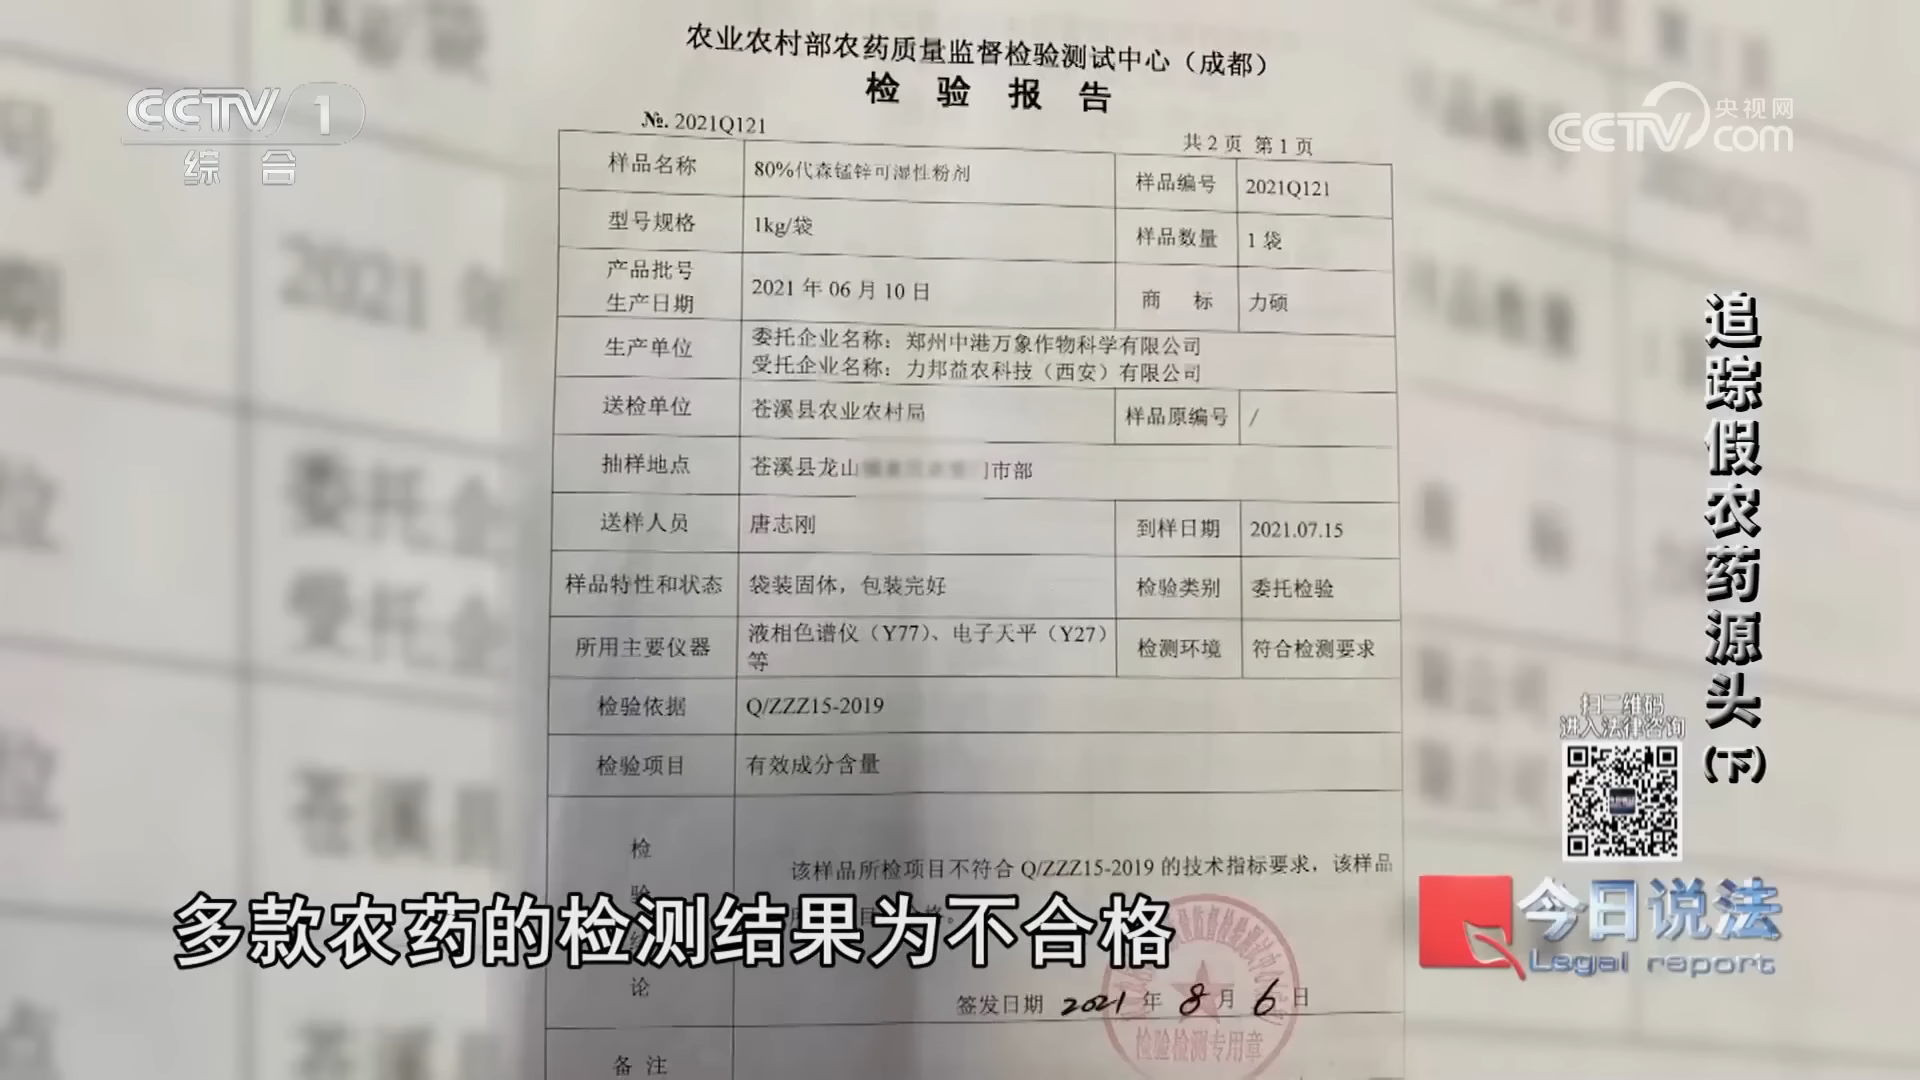 农业农村部农药质量监督检验测试中心（成都）
检 验 报 告
№. 2021Q121
共 2 页 第 1 页
样品名称 80%代森锰锌可湿性粉剂 样品编号 2021Q121
型号规格 1kg/袋 样品数量 1 袋
产品批号
生产日期 2021 年 06 月 10 日 商 标 力硕
生产单位 委托企业名称：郑州中港万象作物科学有限公司
受托企业名称：力邦益农科技（西安）有限公司
送检单位 苍溪县农业农村局 样品原编号 /
抽样地点 苍溪县龙山 门市部
送样人员 唐志刚 到样日期 2021.07.15
样品特性和状态 袋装固体，包装完好 检验类别 委托检验
所用主要仪器 液相色谱仪（Y77）、电子天平（Y27）
等 检测环境 符合检测要求
检验依据 Q/ZZZ15-2019
检验项目 有效成分含量
检
验
论
该样品所检项目不符合 Q/ZZZ15-2019 的技术指标要求，该样品
签发日期 2021 年 8 月 6 日
检验检测专用章
备 注
CCTV 1
综 合
央视网
CCTV com
追踪假农药源头（下）
扫二维码
进入法律咨询
今日说法
Legal report
多款农药的检测结果为不合格